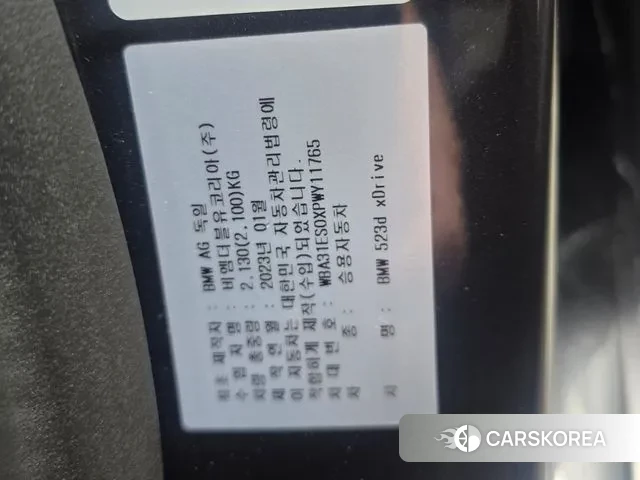 원조 제작자 : BMW AG 독일
수 입 자 명 : 비엠더블유코리아(주)
차량 총중량 : 2.130(2.100)KG
제 작 연 월 : 2023년 01월
이 자동차는 대한민국 자동차관리법령에
적합하게 제작(수입)되었습니다.
차 대 번 호 : WBA31ES0XPWY11765
차 종 : 승용자동차
차 명 : BMW 523d xDrive
CARSKOREA